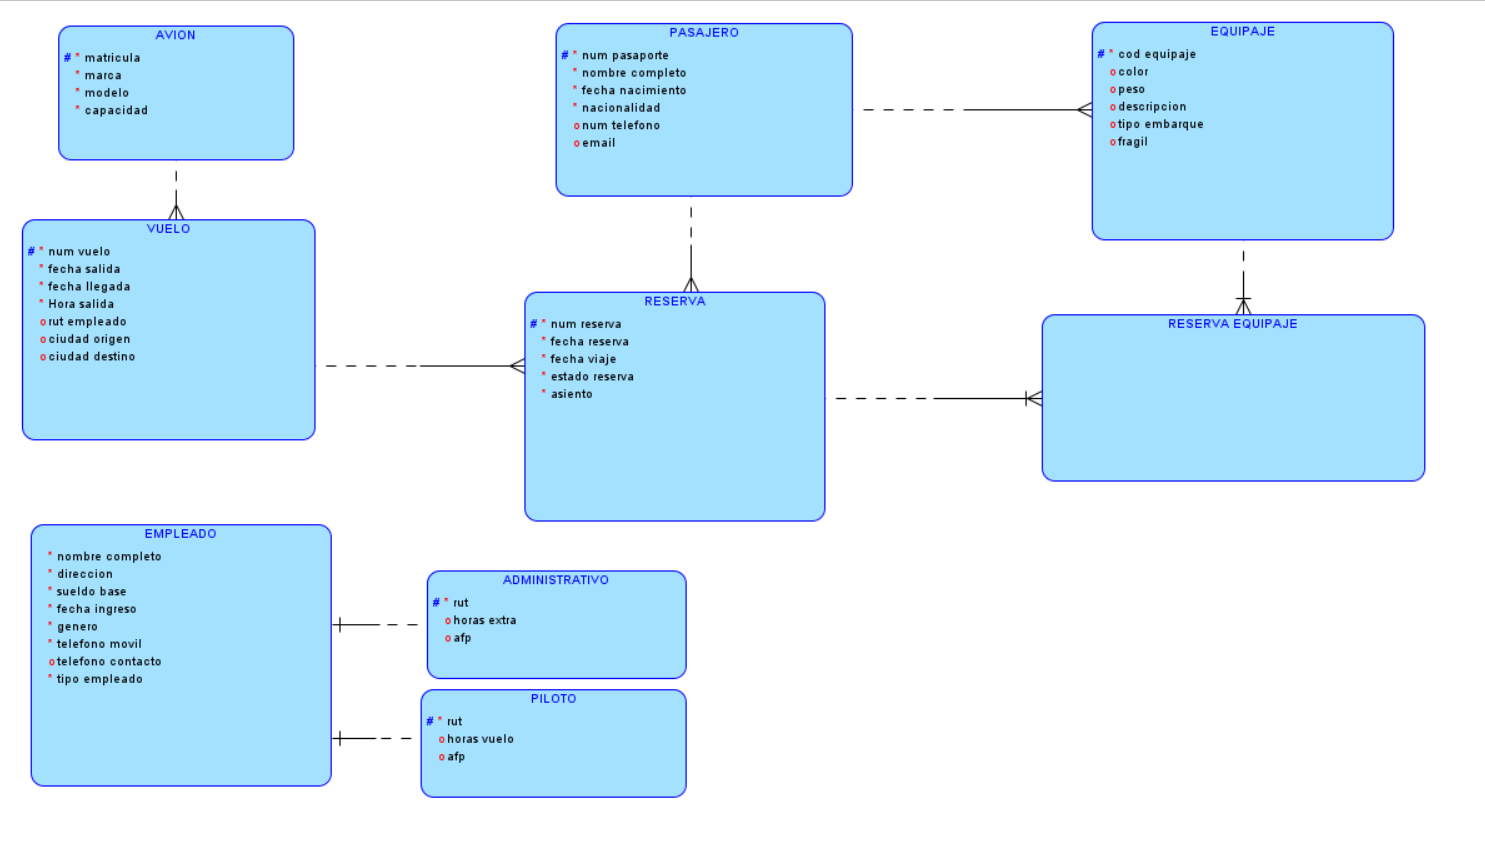 AVION
# * matricula
* marca
* modelo
* capacidad
PASAJERO
# * num pasaporte
* nombre completo
* fecha nacimiento
* nacionalidad
o num telefono
o email
EQUIPAJE
# * cod equipaje
o color
o peso
o descripcion
o tipo embarque
o fragil
VUELO
# * num vuelo
* fecha salida
* fecha llegada
* Hora salida
o rut empleado
o ciudad origen
o ciudad destino
RESERVA
# * num reserva
* fecha reserva
* fecha viaje
* estado reserva
* asiento
RESERVA EQUIPAJE
EMPLEADO
* nombre completo
* direccion
* sueldo base
* fecha ingreso
* genero
* telefono movil
o telefono contacto
* tipo empleado
ADMINISTRATIVO
# * rut
o horas extra
o afp
PILOTO
# * rut
o horas vuelo
o afp